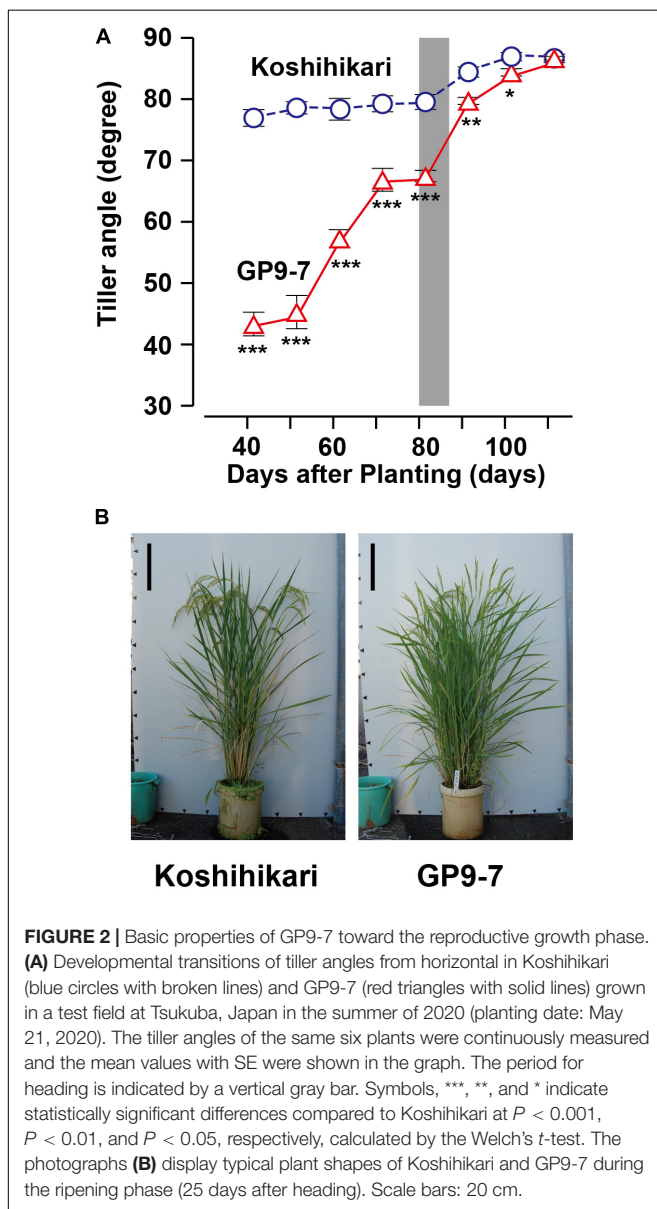 A
90
80
70
60
50
40
30
Tiller angle (degree)
Koshihikari
GP9-7
***
***
***
***
***
**
*
40
60
80
100
Days after Planting (days)
B
Koshihikari
GP9-7
FIGURE 2 | Basic properties of GP9-7 toward the reproductive growth phase.
(A) Developmental transitions of tiller angles from horizontal in Koshihikari
(blue circles with broken lines) and GP9-7 (red triangles with solid lines) grown
in a test field at Tsukuba, Japan in the summer of 2020 (planting date: May
21, 2020). The tiller angles of the same six plants were continuously measured
and the mean values with SE were shown in the graph. The period for
heading is indicated by a vertical gray bar. Symbols, ***, **, and * indicate
statistically significant differences compared to Koshihikari at P < 0.001,
P < 0.01, and P < 0.05, respectively, calculated by the Welch's t-test. The
photographs (B) display typical plant shapes of Koshihikari and GP9-7 during
the ripening phase (25 days after heading). Scale bars: 20 cm.